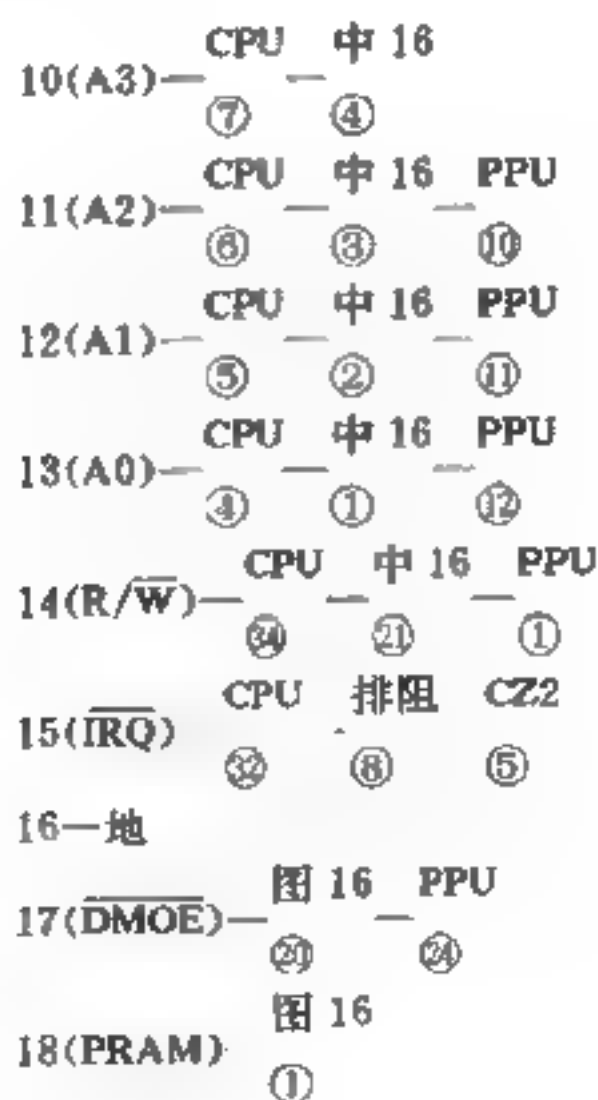 CPU 中 16
10(A3)— —
⑦ ④
CPU 中 16 PPU
11(A2)— — —
⑥ ③ ⑩
CPU 中 16 PPU
12(A1)— — —
⑤ ② ⑪
CPU 中 16 PPU
13(A0)— — —
④ ① ⑫
CPU 中 16 PPU
14(R/W̅)— — —
㉞ ㉑ ①
CPU 排阻 CZ2
15(I̅R̅Q̅)
㉜ ⑧ ⑤
16—地
图 16 PPU
17(D̅M̅O̅E̅)— —
⑳ ㉔
图 16
18(PRAM)
①